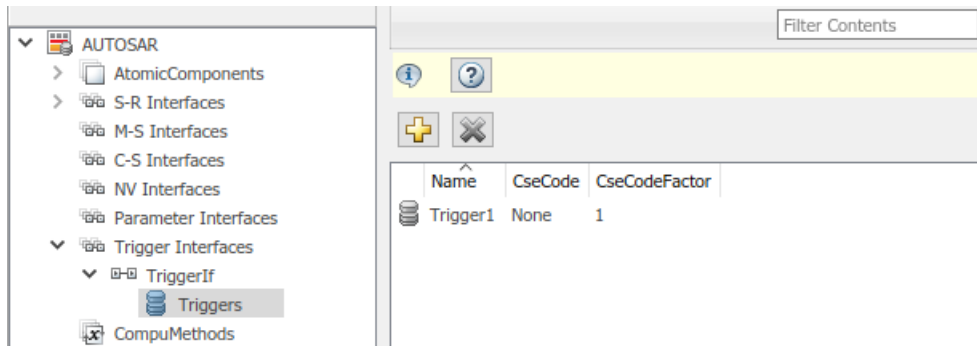 AUTOSAR
AtomicComponents
S-R Interfaces
M-S Interfaces
C-S Interfaces
NV Interfaces
Parameter Interfaces
Trigger Interfaces
TriggerIf
Triggers
CompuMethods
Filter Contents
Name CseCode CseCodeFactor
Trigger1 None 1